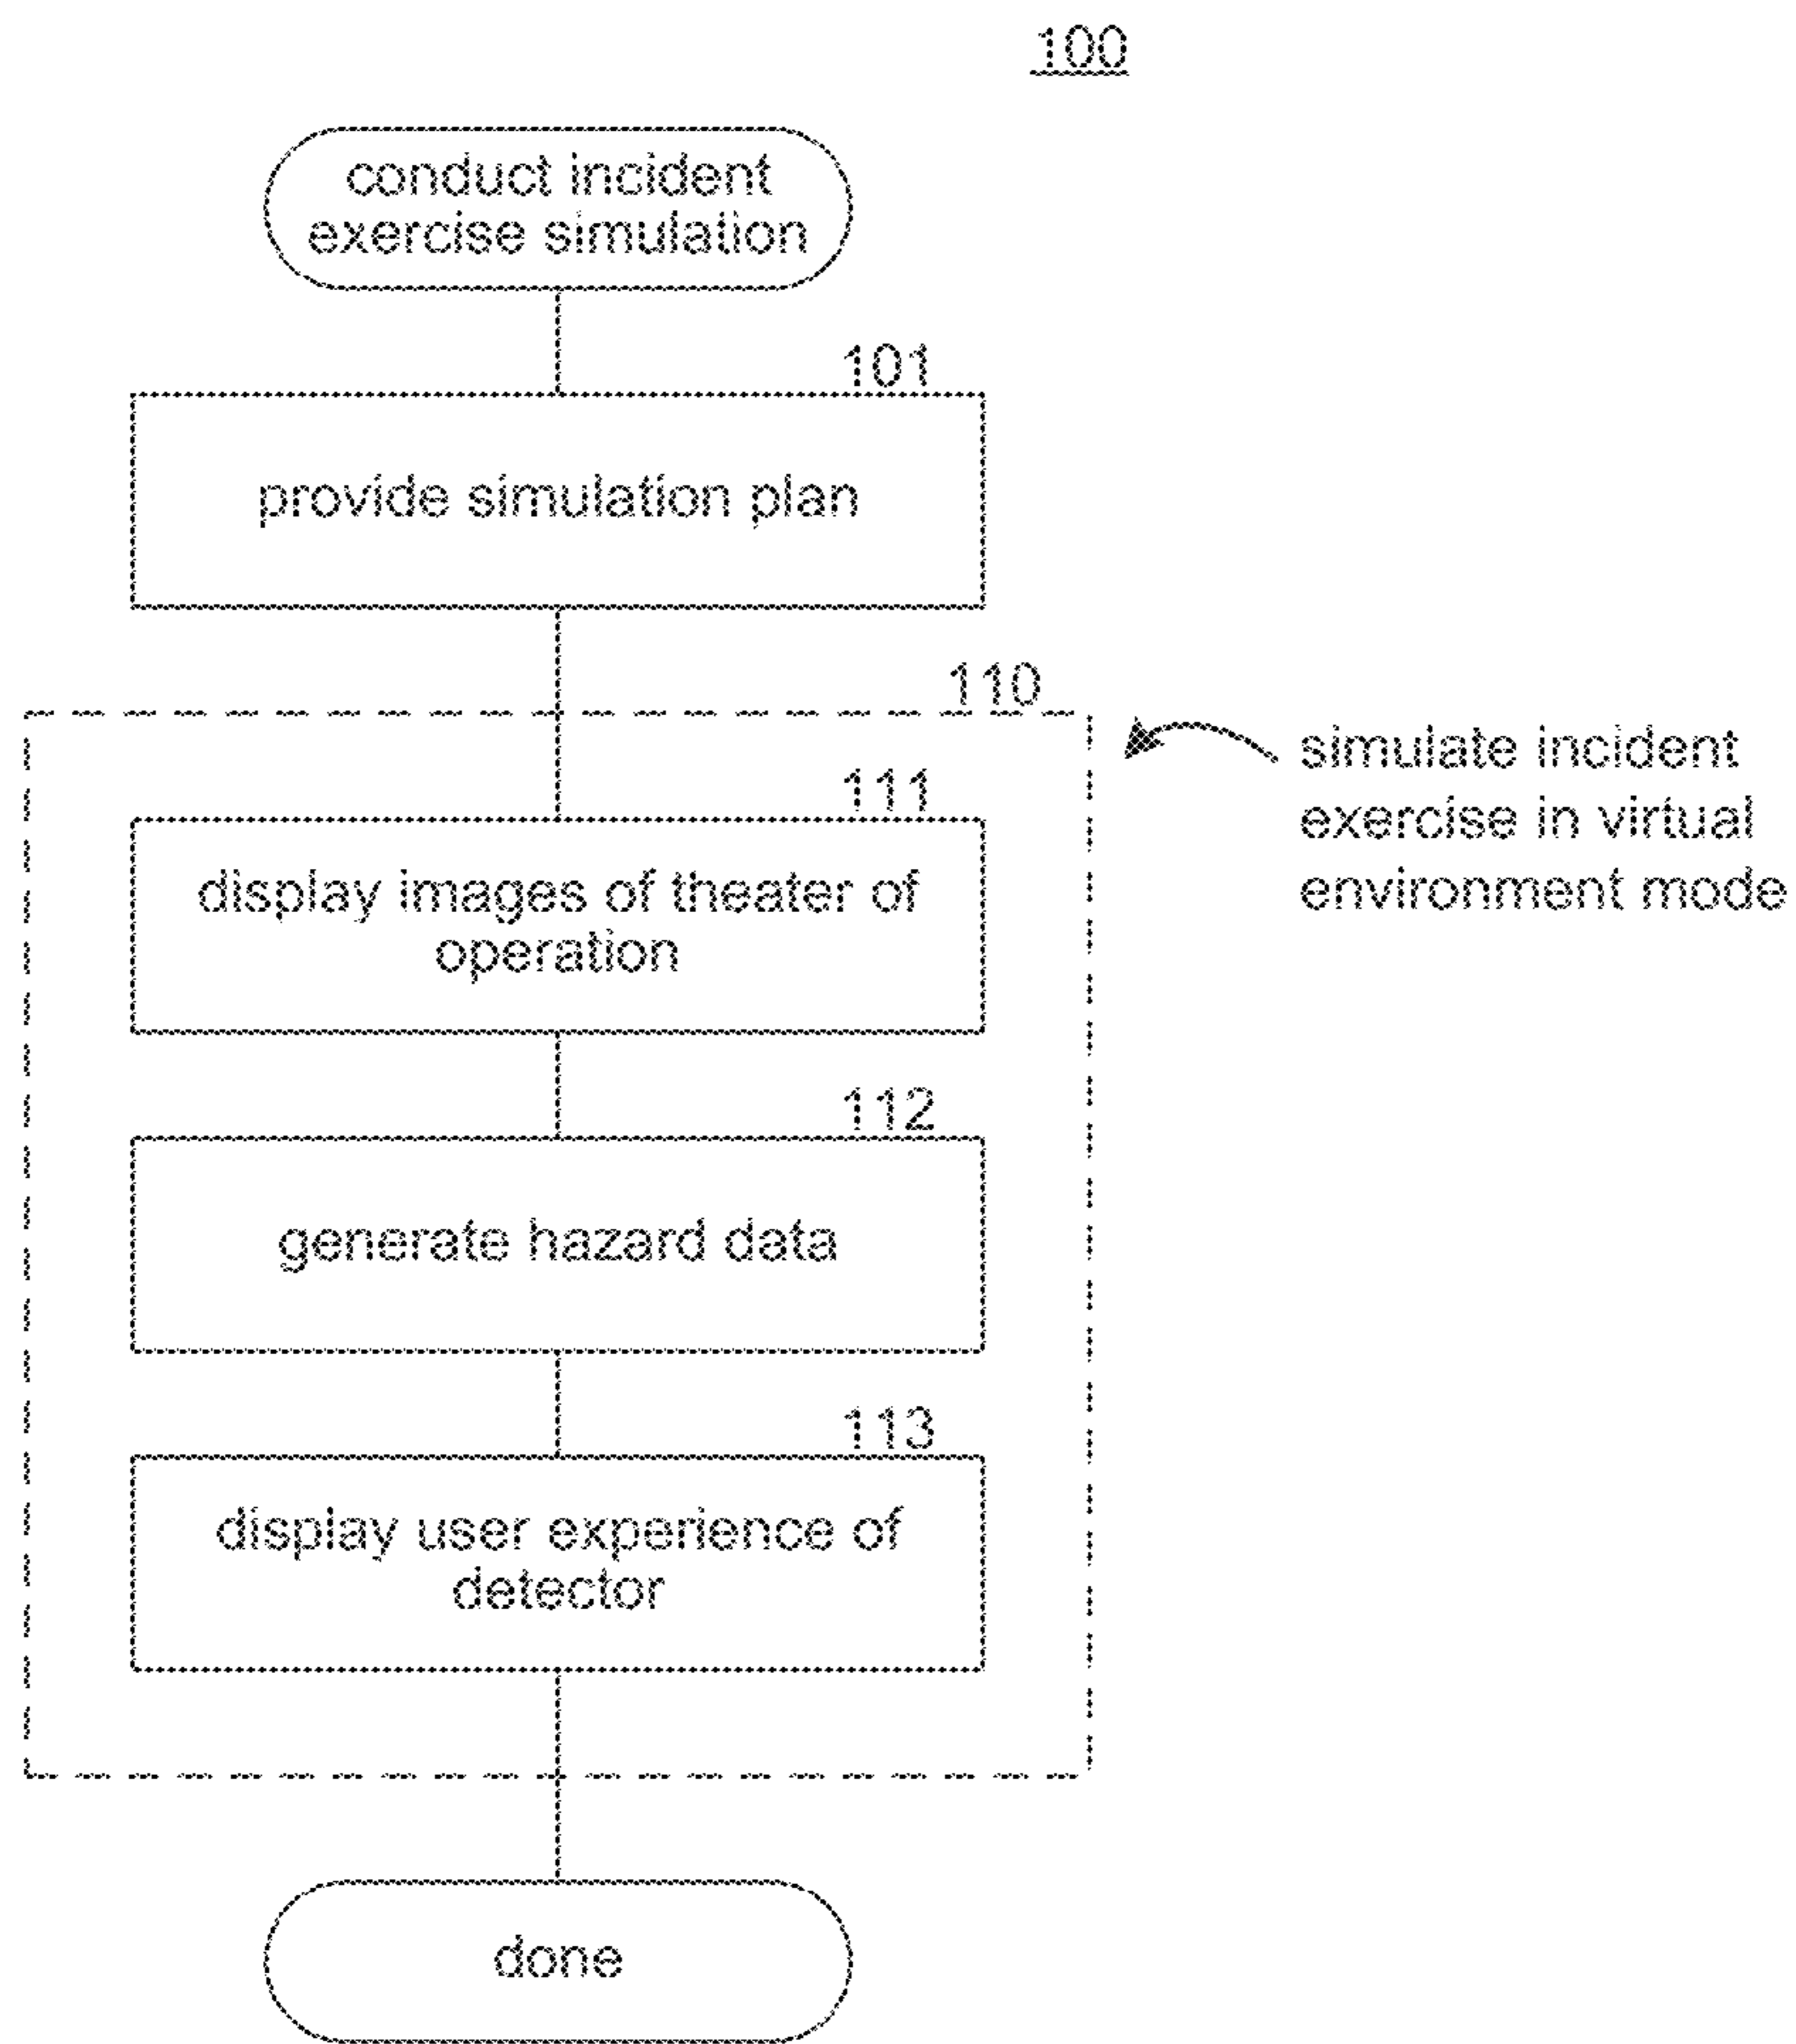 100
conduct incident
exercise simulation
101
provide simulation plan
110
simulate incident
exercise in virtual
environment mode
111
display images of theater of
operation
112
generate hazard data
113
display user experience of
detector
done